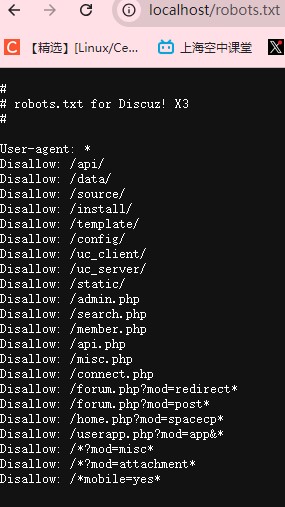 localhost/robots.txt
【精选】[Linux/Ce...
上海空中课堂
#
# robots.txt for Discuz! X3
#
User-agent: *
Disallow: /api/
Disallow: /data/
Disallow: /source/
Disallow: /install/
Disallow: /template/
Disallow: /config/
Disallow: /uc_client/
Disallow: /uc_server/
Disallow: /static/
Disallow: /admin.php
Disallow: /search.php
Disallow: /member.php
Disallow: /api.php
Disallow: /misc.php
Disallow: /connect.php
Disallow: /forum.php?mod=redirect*
Disallow: /forum.php?mod=post*
Disallow: /home.php?mod=spacecp*
Disallow: /userapp.php?mod=app&*
Disallow: /*?mod=misc*
Disallow: /*?mod=attachment*
Disallow: /*mobile=yes*